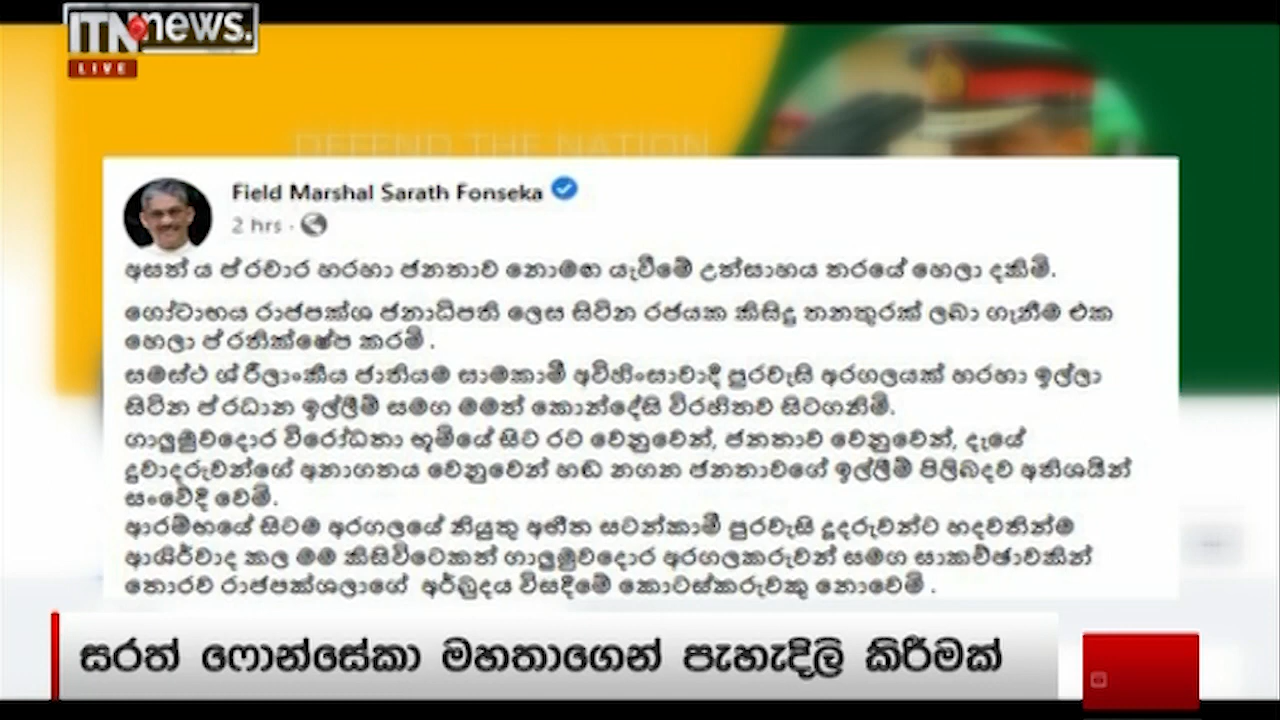 ITN news.
LIVE
DEFEND THE NATION
Field Marshal Sarath Fonseka
2 hrs ·
අසත්‍ය ප්‍රචාර හරහා ජනතාව නොමඟ යැවීමේ උත්සාහය තරයේ හෙලා දකිමි.
ගෝටාභය රාජපක්ශ ජනාධිපති ලෙස සිටින රජයක කිසිදු තනතුරක් ලබා ගැනීම එක
හෙලා ප්‍රතික්ෂේප කරමි .
සමස්ථ ශ්‍රීලාංකීය ජාතියම සාමකාමී අවිහිංසාවාදී පුරවැසි අරගලයක් හරහා ඉල්ලා
සිටින ප්‍රධාන ඉල්ලීම් සමග මමත් කොන්දේසි විරහිතව සිටගනිමි.
ගාලුමුවදොර විරෝධතා භූමියේ සිට රට වෙනුවෙන්, ජනතාව වෙනුවෙන්, දැයේ
දුවාදරුවන්ගේ අනාගතය වෙනුවෙන් හඬ නගන ජනතාවගේ ඉල්ලීම් පිලිබදව අතිශයින්
සංවේදී වෙමි.
ආරම්භයේ සිටම අරගලයේ නියුතු අභීත සටන්කාමී පුරවැසි දූදරුවන්ට හදවතින්ම
ආශිර්වාද කල මම කිසිවිටෙකත් ගාලුමුවදොර අරගලකරුවන් සමග සාකච්ඡාවකින්
තොරව රාජපක්ශලාගේ අර්බුදය විසදීමේ කොටස්කරුවකු නොවෙමි .
සරත් ෆොන්සේකා මහතාගෙන් පැහැදිලි කිරීමක්